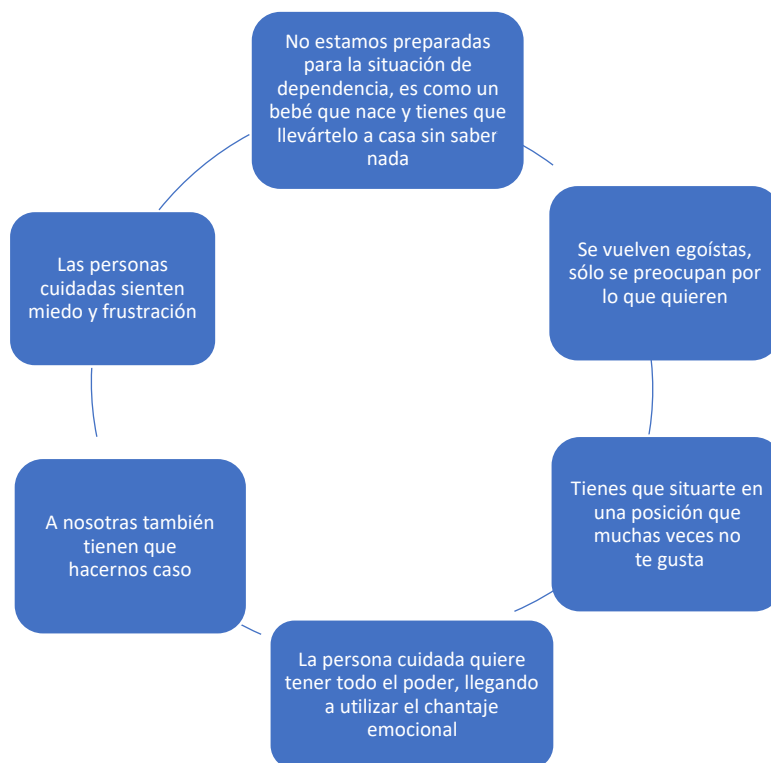 No estamos preparadas
para la situación de
dependencia, es como un
bebé que nace y tienes que
llevártelo a casa sin saber
nada
Se vuelven egoístas,
sólo se preocupan por
lo que quieren
Tienes que situarte en
una posición que
muchas veces no
te gusta
La persona cuidada quiere
tener todo el poder, llegando
a utilizar el chantaje
emocional
A nosotras también
tienen que
hacernos caso
Las personas
cuidadas sienten
miedo y frustración